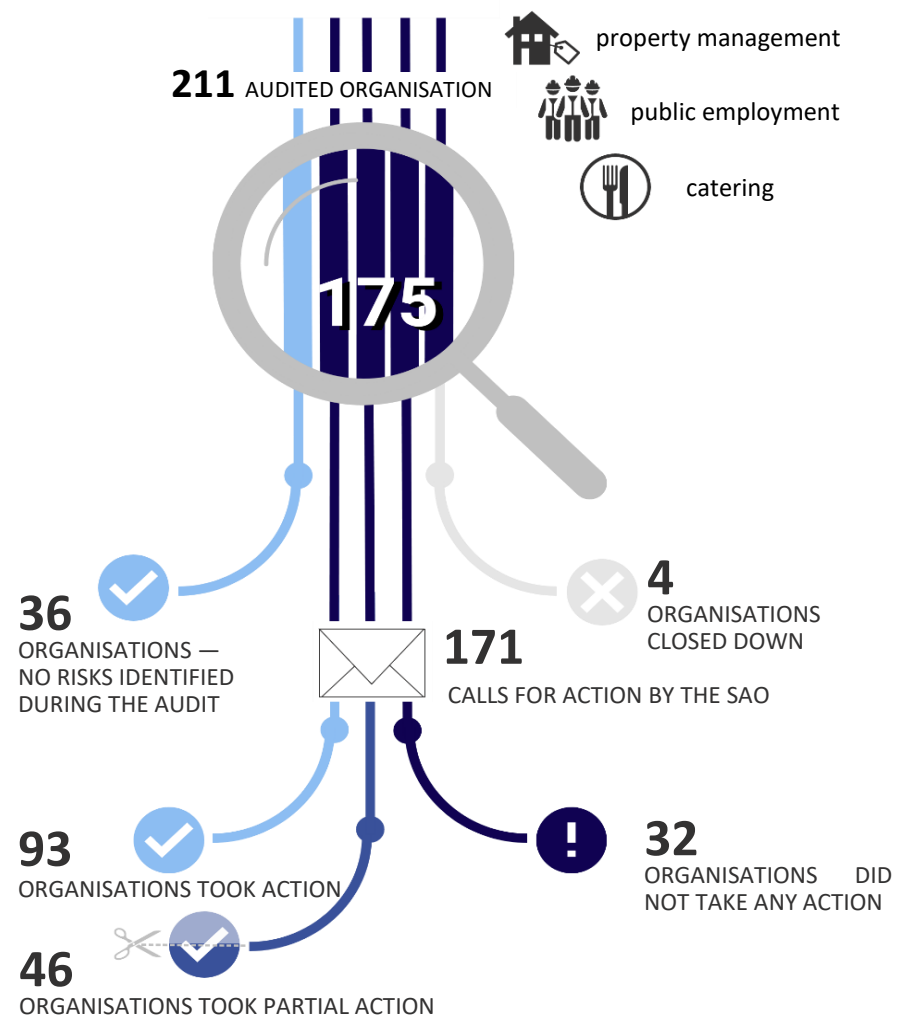 property management
211 AUDITED ORGANISATION
public employment
catering
175
36
ORGANISATIONS —
NO RISKS IDENTIFIED
DURING THE AUDIT
4
ORGANISATIONS
CLOSED DOWN
171
CALLS FOR ACTION BY THE SAO
93
ORGANISATIONS TOOK ACTION
32
ORGANISATIONS DID
NOT TAKE ANY ACTION
46
ORGANISATIONS TOOK PARTIAL ACTION